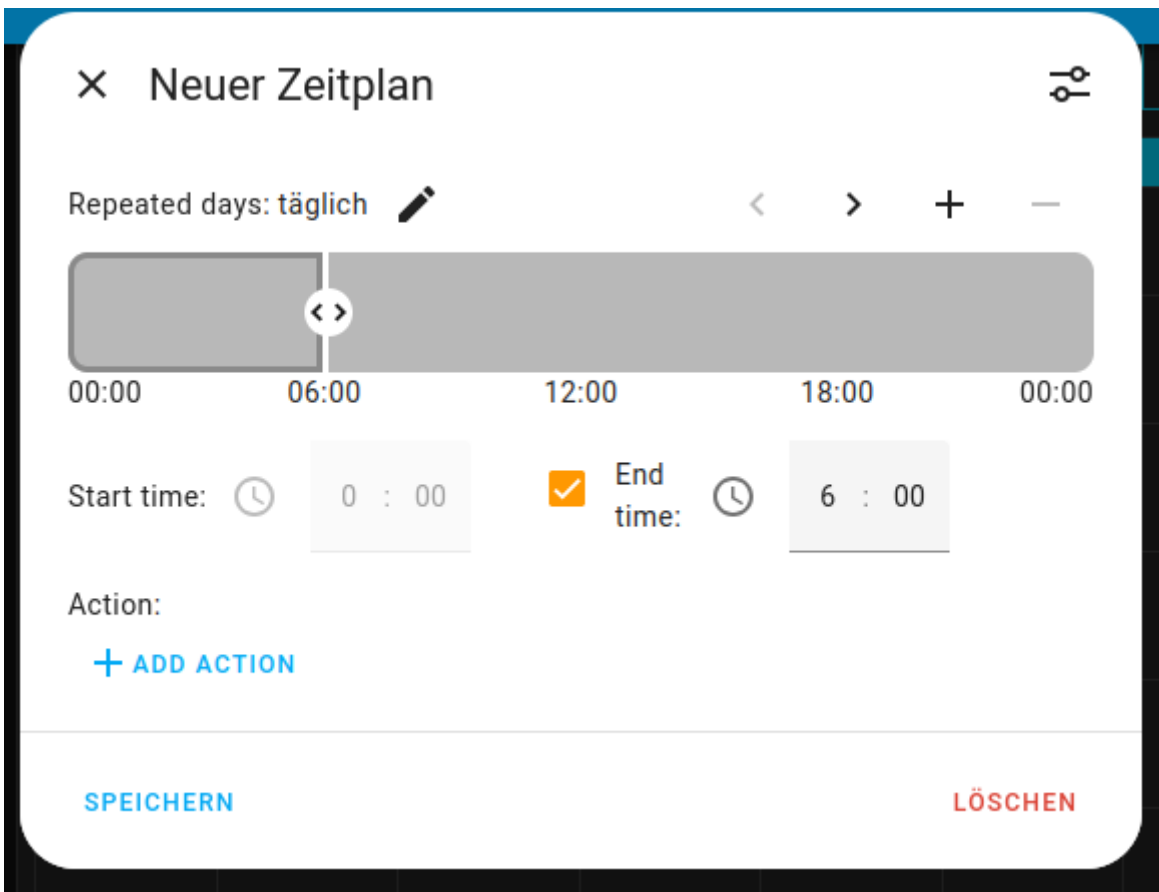 Neuer Zeitplan
Repeated days: täglich
00:00 06:00 12:00 18:00 00:00
Start time: 0 : 00 End time: 6 : 00
Action:
+ ADD ACTION
SPEICHERN LÖSCHEN